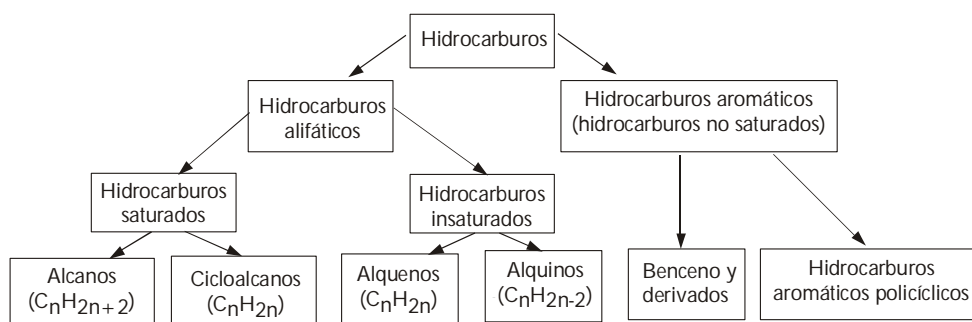 Hidrocarburos
Hidrocarburos
alifáticos
Hidrocarburos aromáticos
(hidrocarburos no saturados)
Hidrocarburos
saturados
Hidrocarburos
insaturados
Alcanos
(CnH2n+2)
Cicloalcanos
(CnH2n)
Alquenos
(CnH2n)
Alquinos
(CnH2n-2)
Benceno y
derivados
Hidrocarburos
aromáticos policíclicos